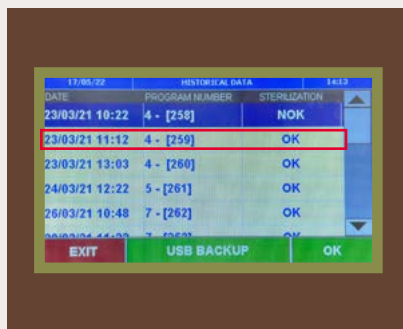 17/05/22 HISTORICAL DATA 14:13
DATE PROGRAM NUMBER STERILIZATION
23/03/21 10:22 4 - [258] NOK
23/03/21 11:12 4 - [259] OK
23/03/21 13:03 4 - [260] OK
24/03/21 12:22 5 - [261] OK
26/03/21 10:48 7 - [262] OK
EXIT USB BACKUP OK